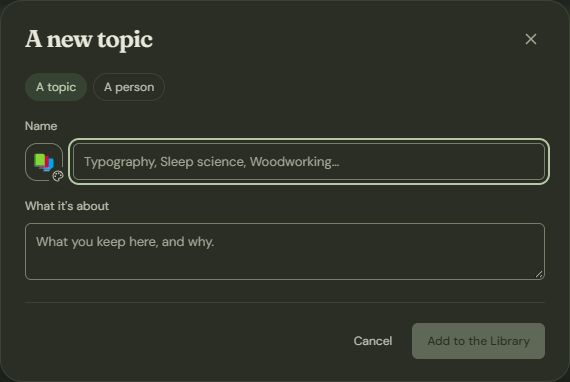 A new topic
A topic
A person
Name
Typography, Sleep science, Woodworking...
What it's about
What you keep here, and why.
Cancel
Add to the Library